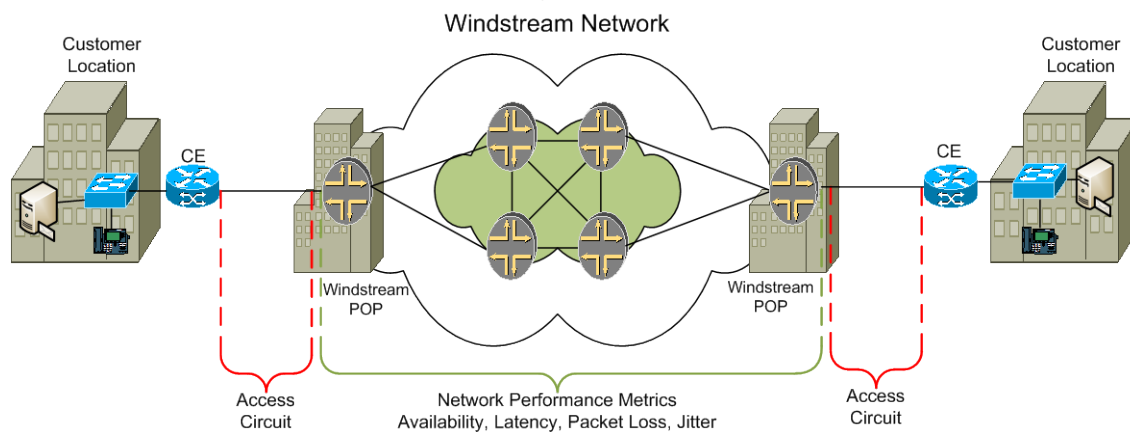 Windstream Network
Customer
Location
Customer
Location
CE
CE
Windstream
POP
Windstream
POP
Access
Circuit
Network Performance Metrics
Availability, Latency, Packet Loss, Jitter
Access
Circuit